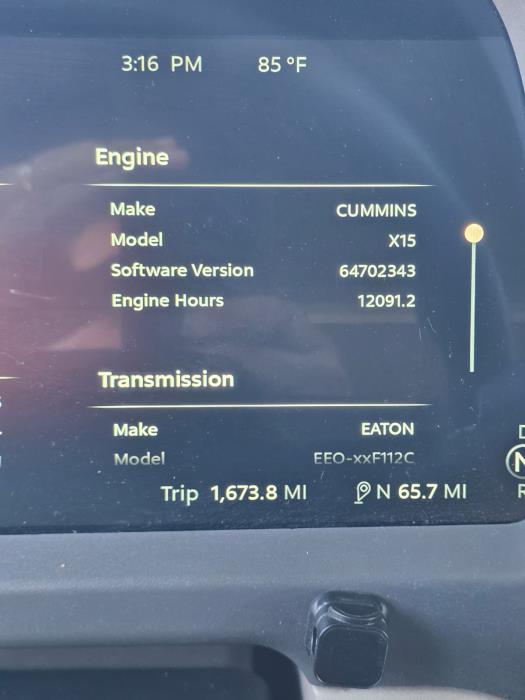 3:16 PM 85 °F
Engine
Make CUMMINS
Model X15
Software Version 64702343
Engine Hours 12091.2
Transmission
Make EATON
Model EEO-xxF112C
Trip 1,673.8 MI N 65.7 MI
N